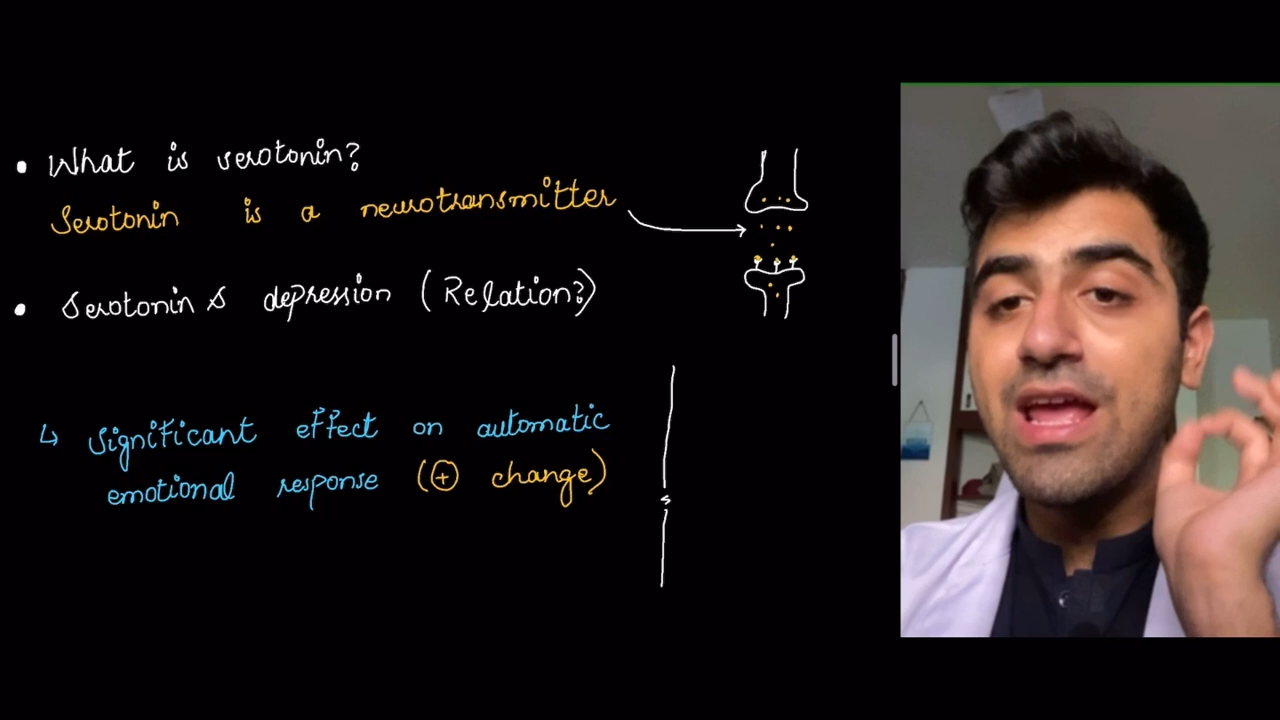 • What is serotonin?
Serotonin is a neurotransmitter
• Serotonin & depression (Relation?)
↳ significant effect on automatic
emotional response (⊕ change)
&